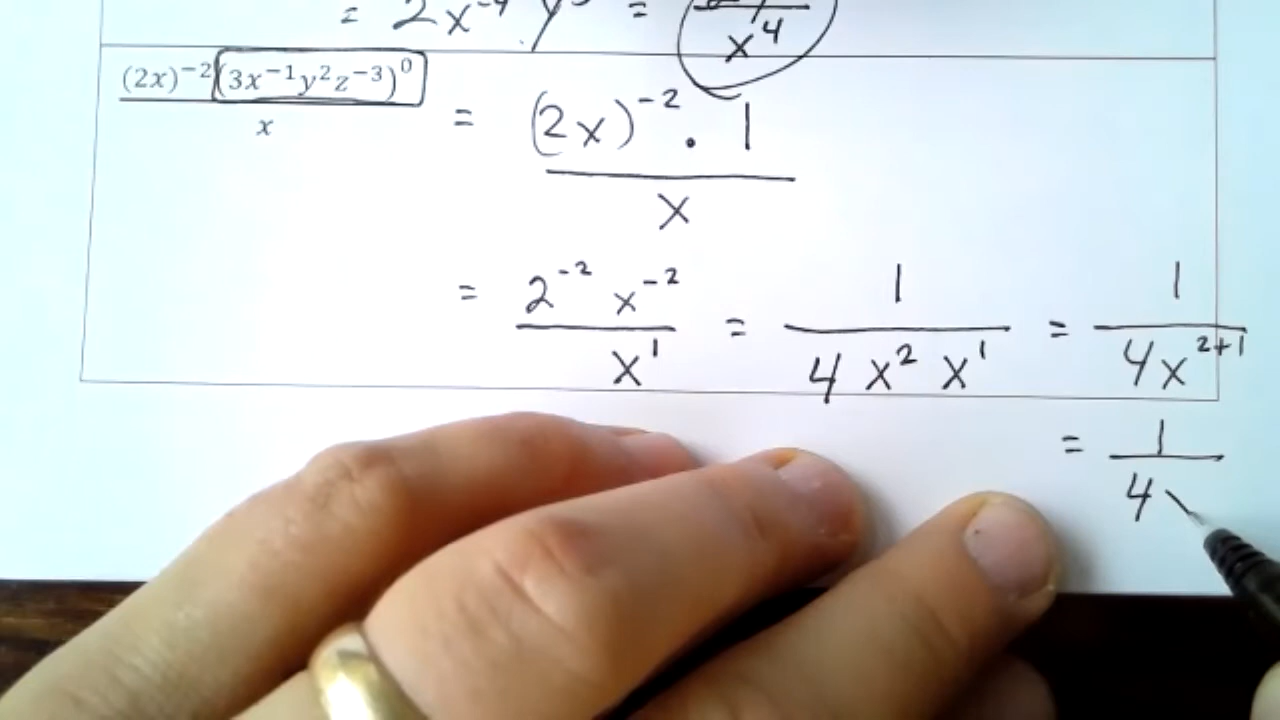 = 2x⁻⁴ y = x⁴
(2x)⁻²(3x⁻¹y²z⁻³)⁰ / x = (2x)⁻² · 1 / x
= 2⁻² x⁻² / x¹ = 1 / 4 x² x¹ = 1 / 4x²⁺¹
= 1 / 4